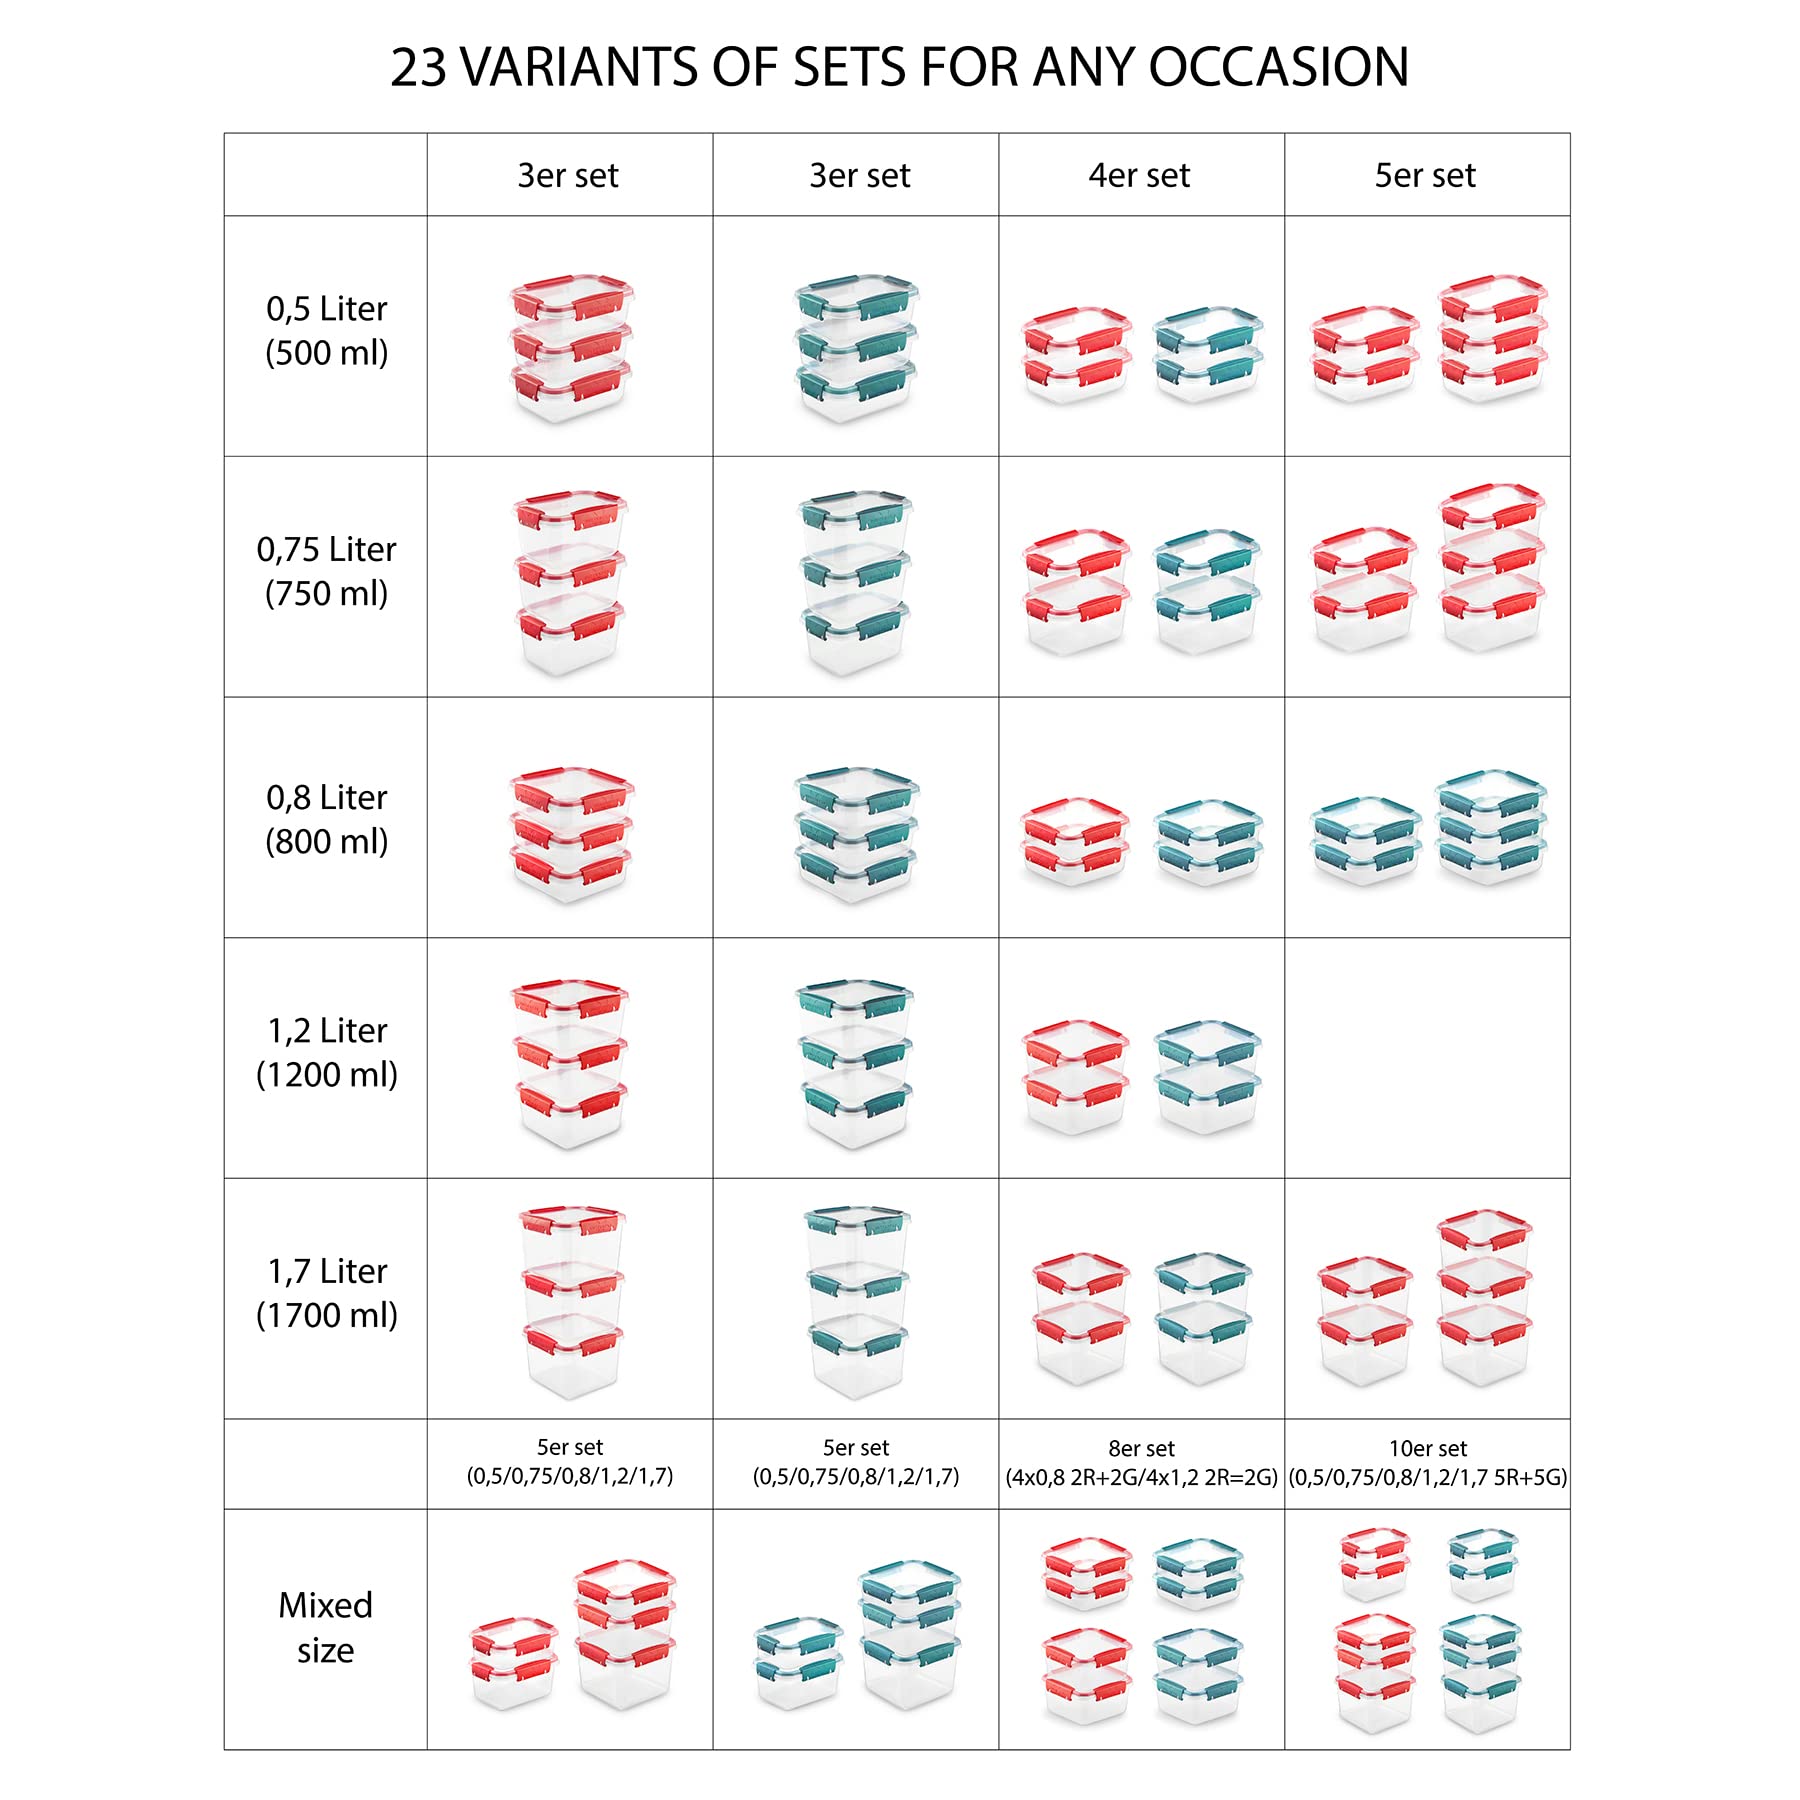 23 VARIANTS OF SETS FOR ANY OCCASION
3er set
3er set
4er set
5er set
0,5 Liter
(500 ml)
0,75 Liter
(750 ml)
0,8 Liter
(800 ml)
1,2 Liter
(1200 ml)
1,7 Liter
(1700 ml)
5er set
(0,5/0,75/0,8/1,2/1,7)
5er set
(0,5/0,75/0,8/1,2/1,7)
8er set
(4x0,8 2R+2G/4x1,2 2R=2G)
10er set
(0,5/0,75/0,8/1,2/1,7 5R+5G)
Mixed
size